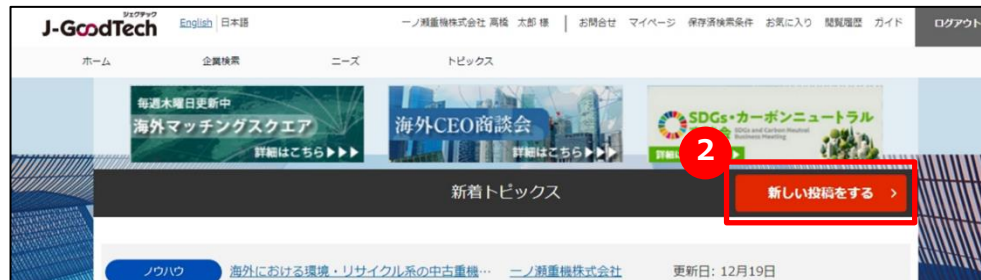 ジェグテック
J-GoodTech English 日本語 一ノ瀬重機株式会社 高橋 太郎 様 お問合せ マイページ 保存済検索条件 お気に入り 閲覧履歴 ガイド ログアウト
ホーム 企業検索 ニーズ トピックス
毎週木曜日更新中
海外マッチングスクエア
詳細はこちら▶▶▶
海外CEO商談会
詳細はこちら▶▶▶
SDGs・カーボンニュートラル
会 SDGs and Carbon Neutral Business Meeting
2
新着トピックス 新しい投稿をする >
ノウハウ 海外における環境・リサイクル系の中古重機… 一ノ瀬重機株式会社 更新日: 12月19日